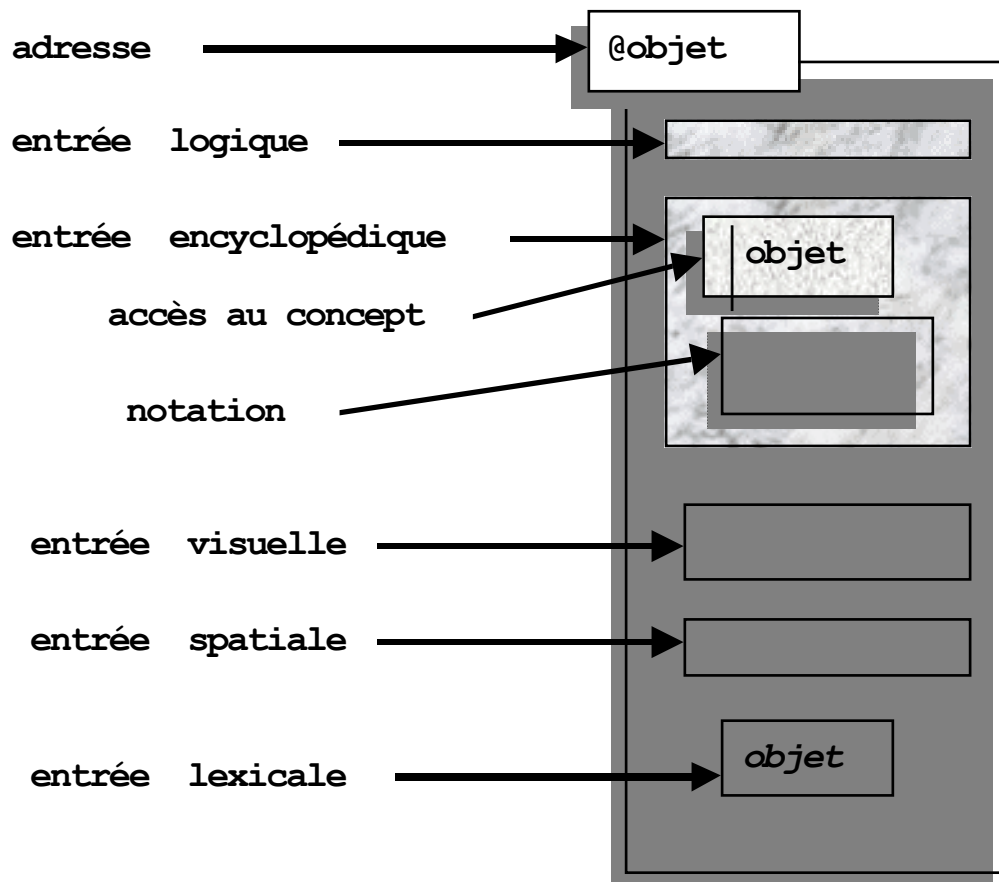 adresse @objet
entrée logique
entrée encyclopédique objet
accès au concept
notation
entrée visuelle
entrée spatiale
entrée lexicale objet